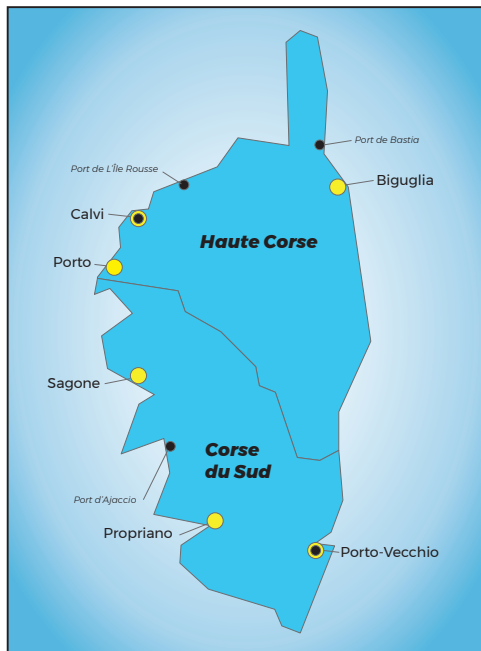 Port de Bastia
Port de L'Île Rousse
Biguglia
Calvi
Haute Corse
Porto
Sagone
Corse
du Sud
Port d'Ajaccio
Propriano
Porto-Vecchio